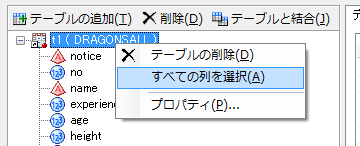 テーブルの追加(T) 削除(D) テーブルと結合(J)
t1 ( DRAGONSALL )
notice
テーブルの削除(D)
no
すべての列を選択(A)
name
プロパティ(P)...
age
height